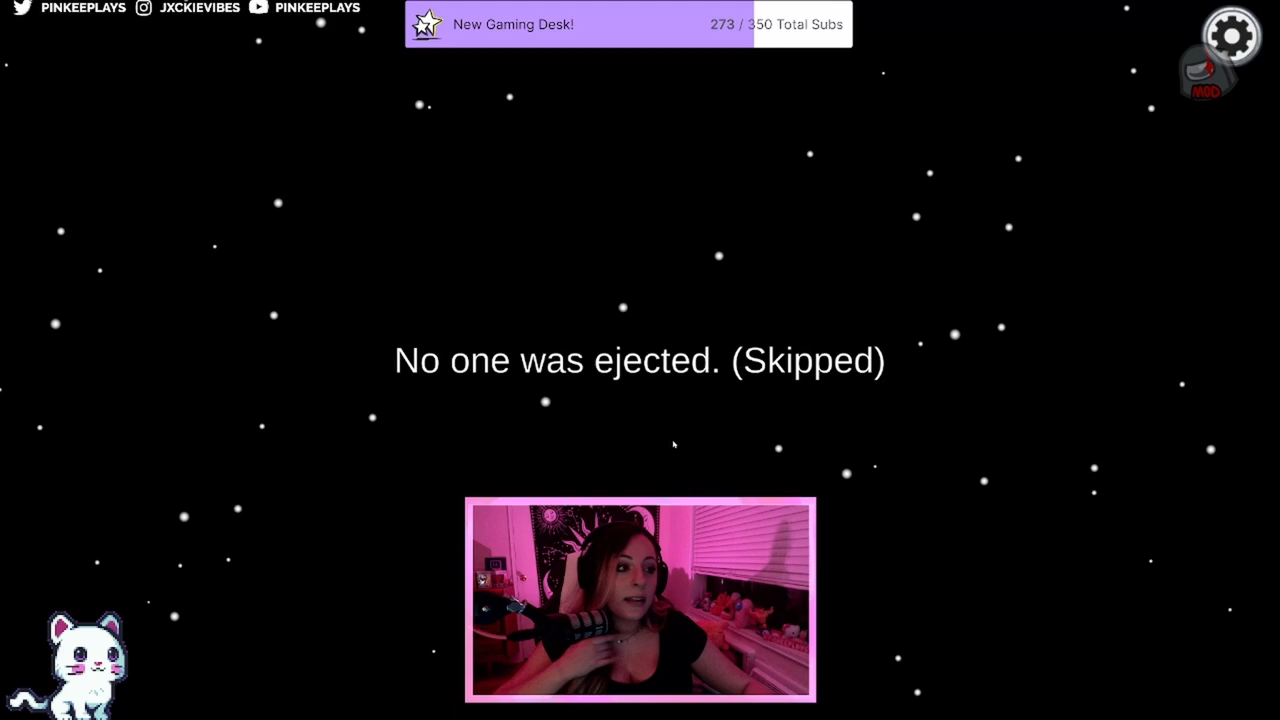 PINKEEPLAYS JXCKIEVIBES PINKEEPLAYS
New Gaming Desk! 273 / 350 Total Subs
MOD
No one was ejected. (Skipped)